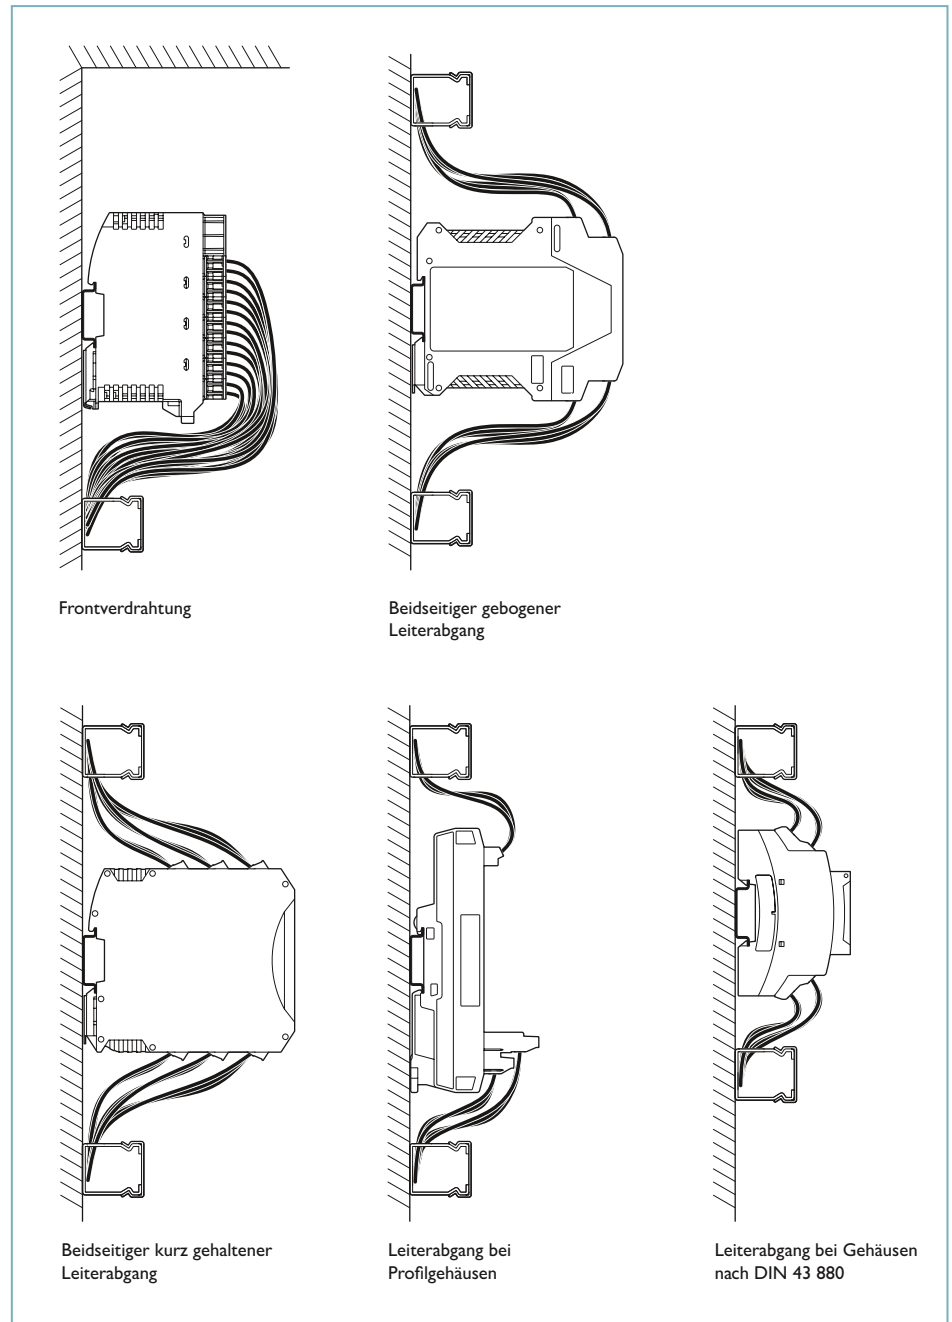 Frontverdrahtung
Beidseitiger gebogener
Leiterabgang
Beidseitiger kurz gehaltener
Leiterabgang
Leiterabgang bei
Profilgehäusen
Leiterabgang bei Gehäusen
nach DIN 43 880